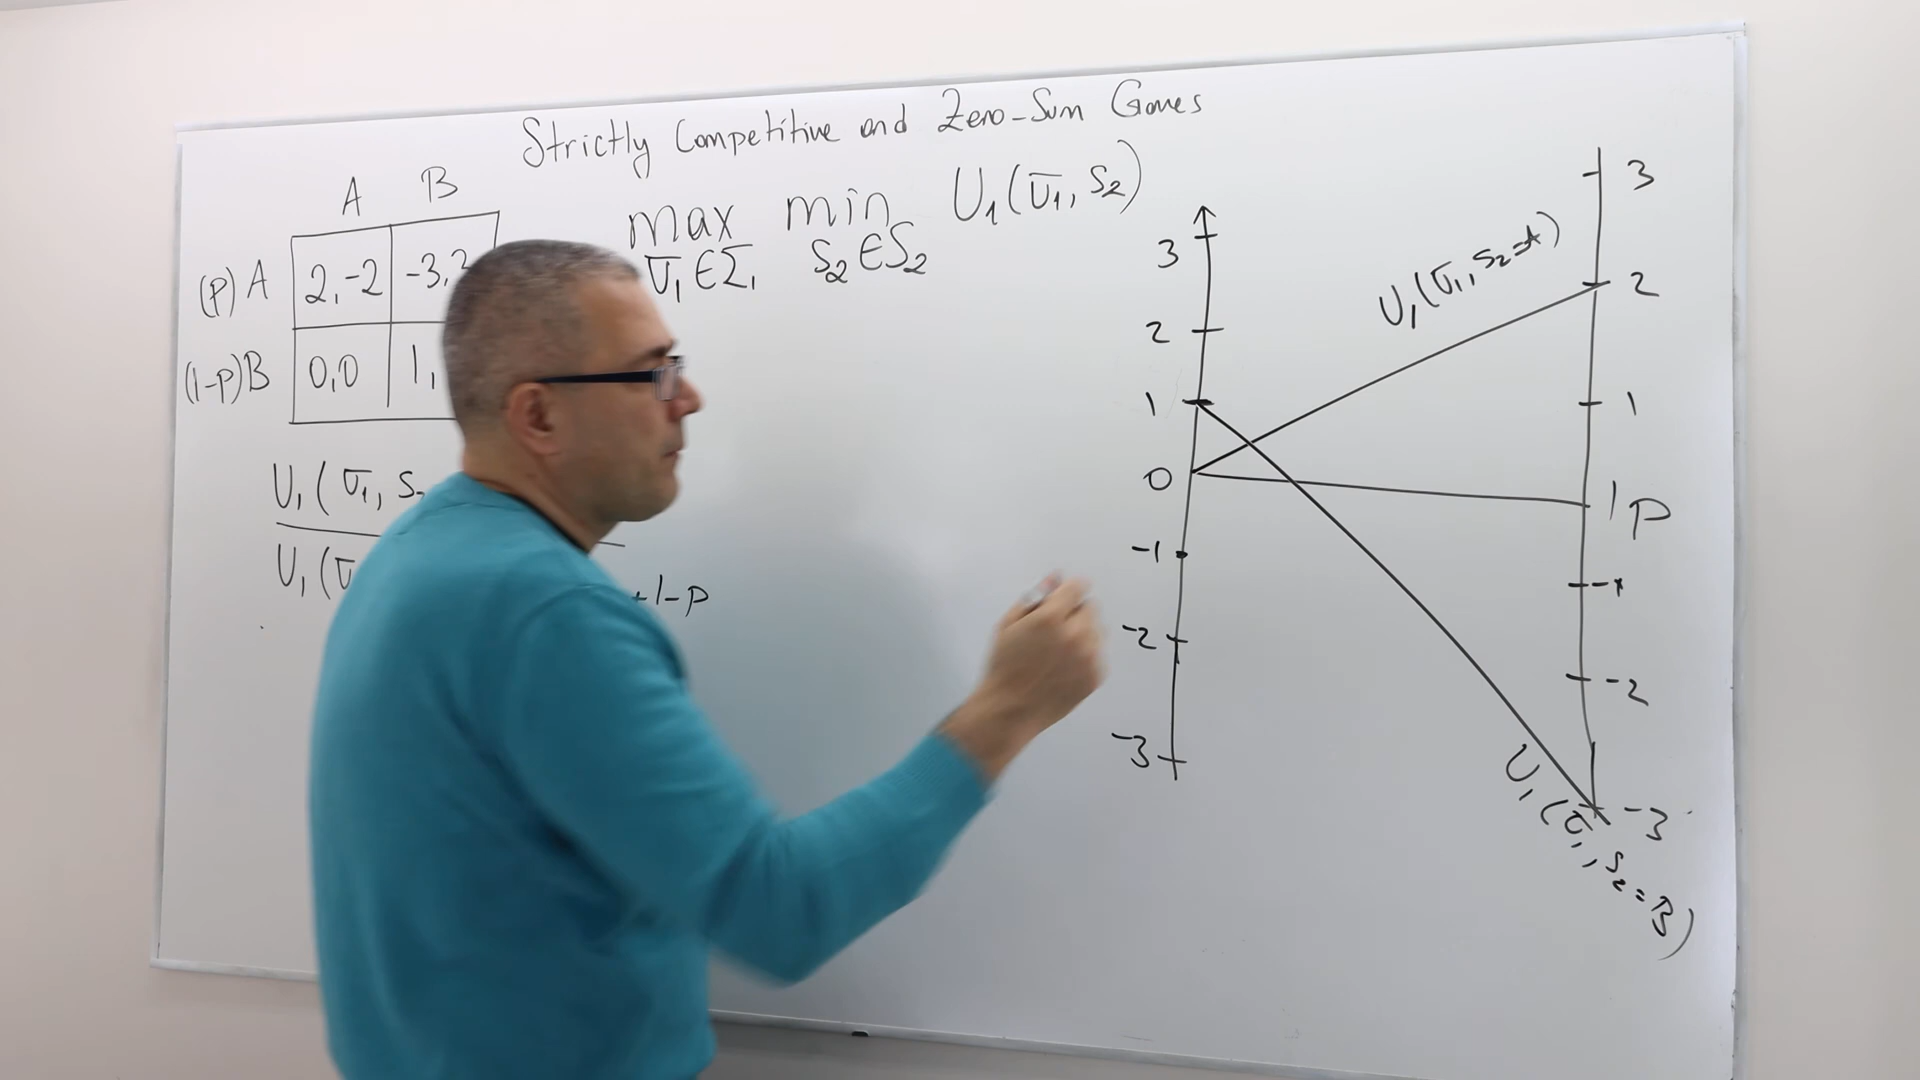 Strictly Competitive and Zero-Sum Games
A B
(p) A 2,-2 -3,
(1-p) B 0,0 1,
max min U₁(σ₁, s₂)
σ₁∈Σ₁ s₂∈S₂
U₁(σ₁, s
U₁(σ
+1-p
3
2
1
0
-1
-2
-3
U₁(σ₁, s₂=A)
3
2
1
1 p
-1
-2
-3
U₁(σ₁, s₂=B)